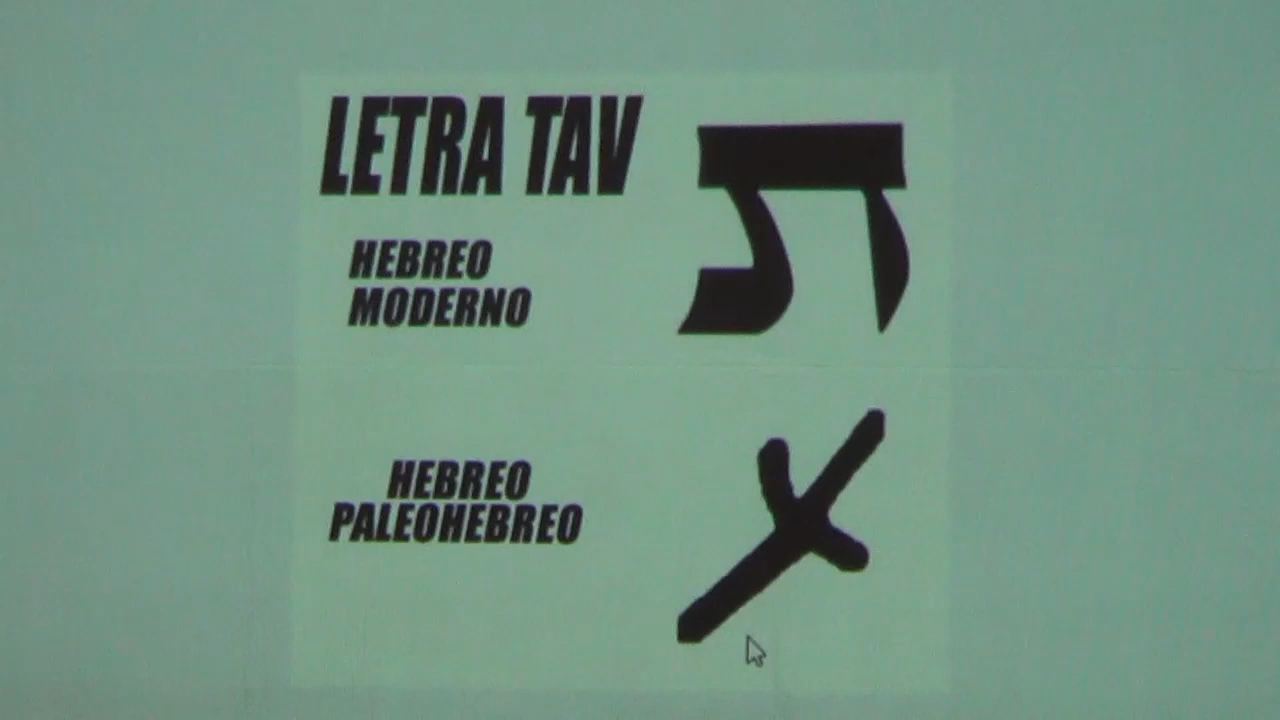 LETRA TAV
ת
HEBREO
MODERNO
HEBREO
PALEOHEBREO
𐤕